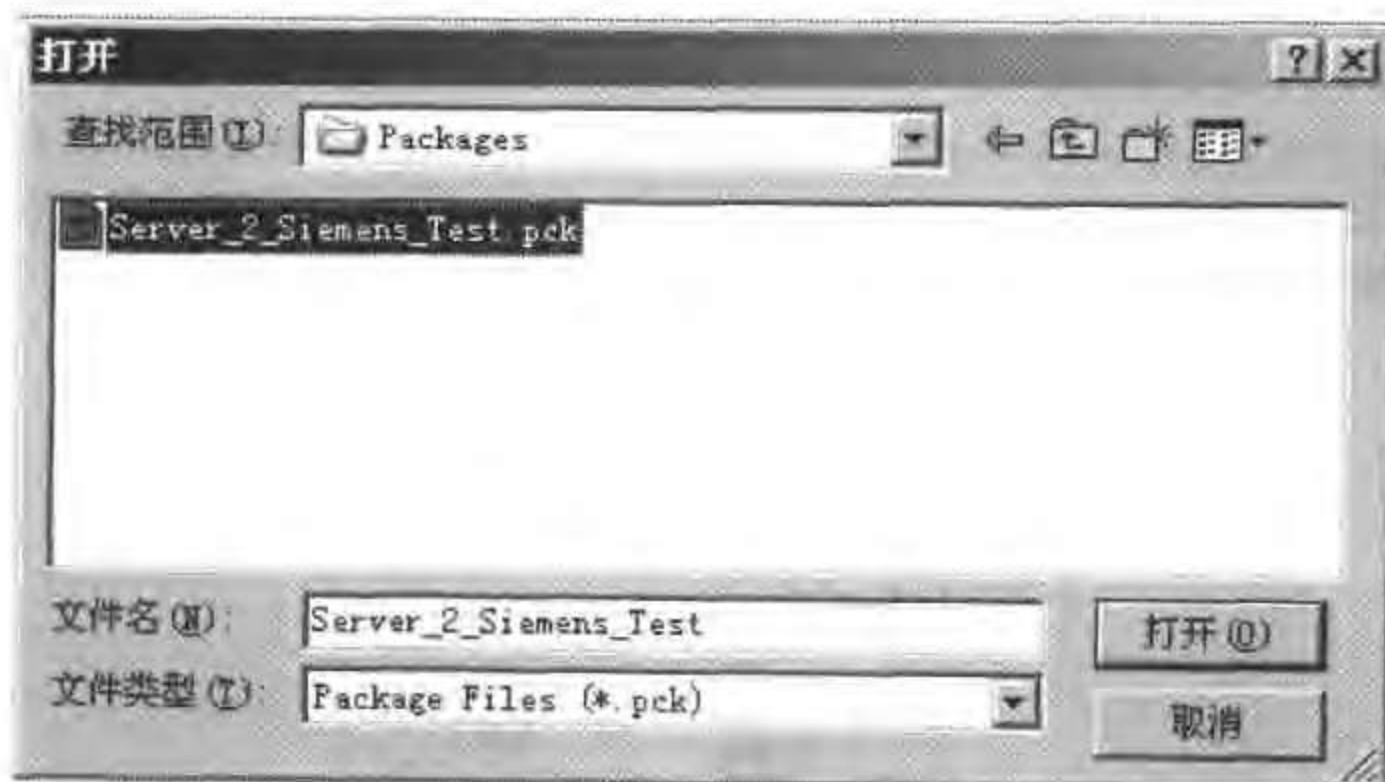 打开
查找范围(I): Packages
Server_2_Siemens_Test.pck
文件名(N): Server_2_Siemens_Test
打开(O)
文件类型(T): Package Files (*.pck)
取消